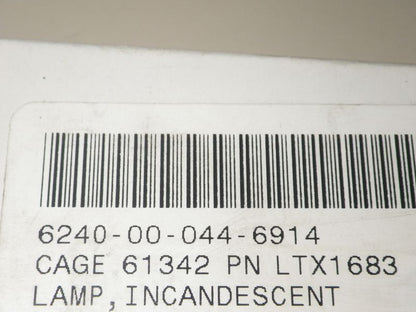 6240-00-044-6914
CAGE 61342 PN LTX1683
LAMP, INCANDESCENT